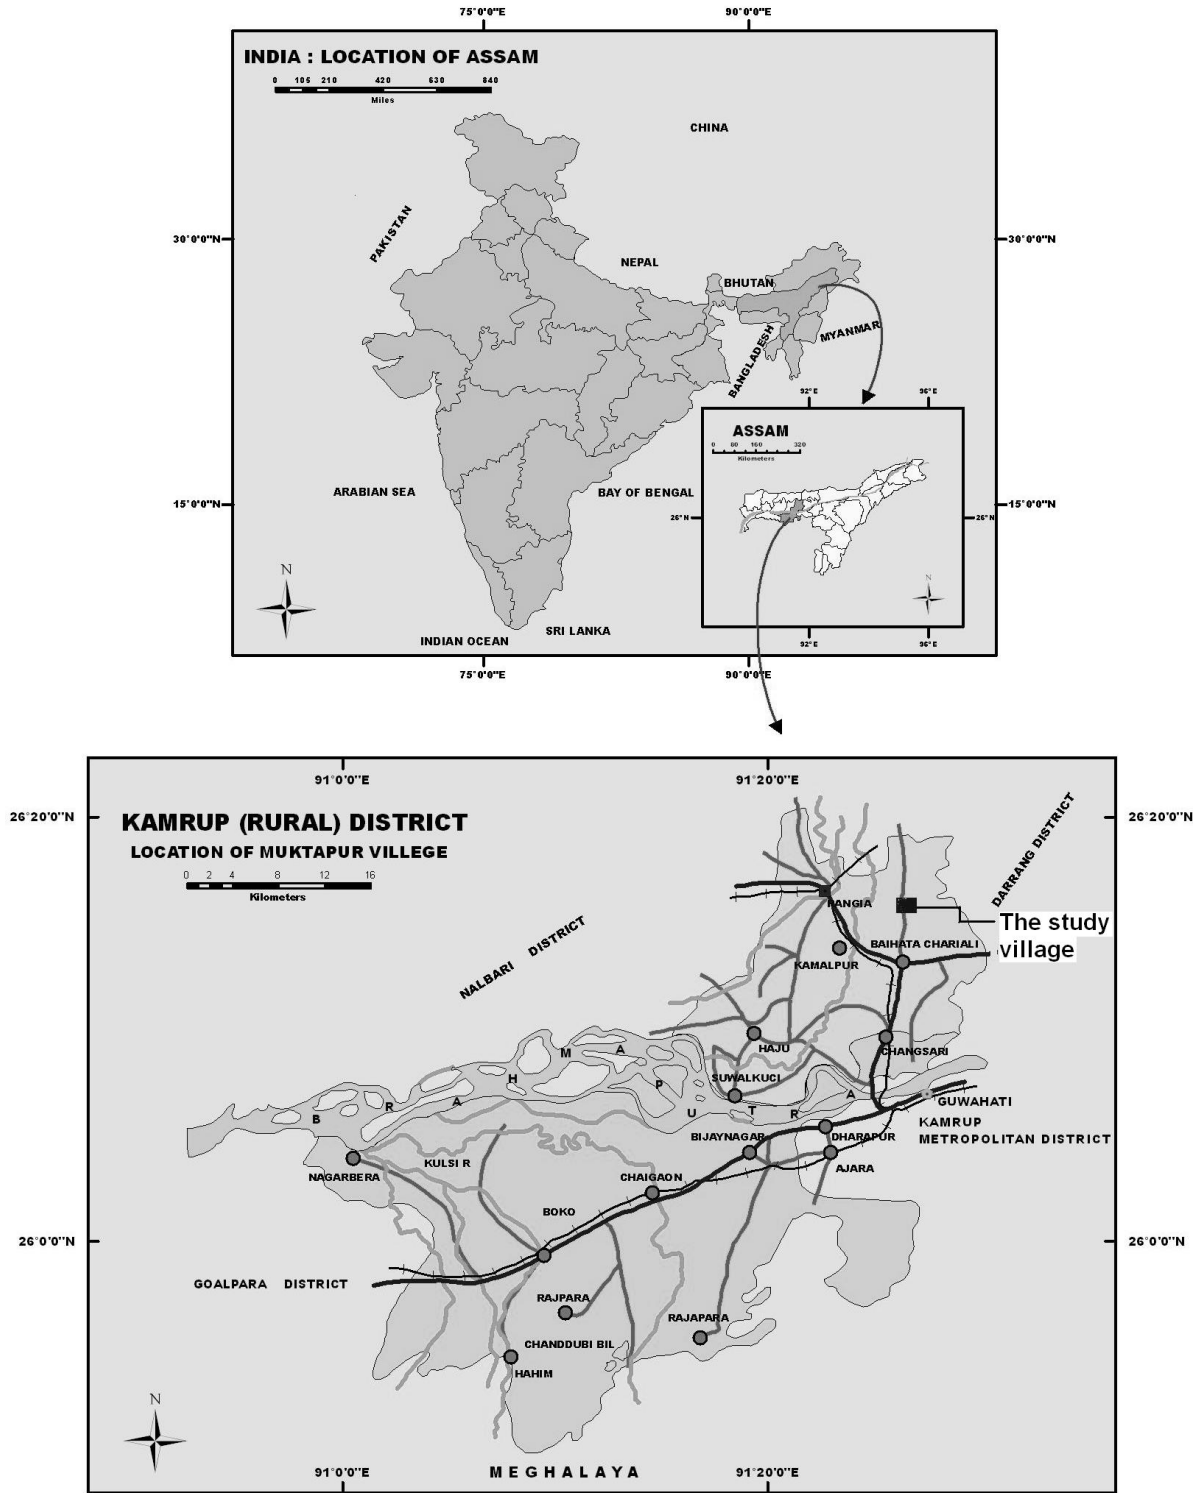 75°0'0"E 90°0'0"E
INDIA : LOCATION OF ASSAM
0 105 210 420 630 840
Miles
CHINA
PAKISTAN
30°0'0"N 30°0'0"N
NEPAL
BHUTAN
MYANMAR
BANGLADESH
92°E 96°E
ASSAM
0 80 160 320
Kilometers
ARABIAN SEA
BAY OF BENGAL
15°0'0"N 15°0'0"N
26°N 26°N
N
N
SRI LANKA
INDIAN OCEAN
92°E 96°E
75°0'0"E 90°0'0"E
91°0'0"E 91°20'0"E
26°20'0"N 26°20'0"N
KAMRUP (RURAL) DISTRICT
LOCATION OF MUKTAPUR VILLEGE
0 2 4 8 12 16
Kilometers
DARRANG DISTRICT
RANGIA
The study
village
BAIHATA CHARIALI
NALBARI DISTRICT
KAMALPUR
HAJU
CHANGSARI
SUWALKUCI
B R A H M A P U T R A
GUWAHATI
KAMRUP
METROPOLITAN DISTRICT
BIJAYNAGAR
DHARAPUR
AJARA
KULSI R
NAGARBERA
CHAIGAON
BOKO
26°0'0"N 26°0'0"N
GOALPARA DISTRICT
RAJPARA
RAJAPARA
CHANDDUBI BIL
HAHIM
N
91°0'0"E 91°20'0"E
MEGHALAYA